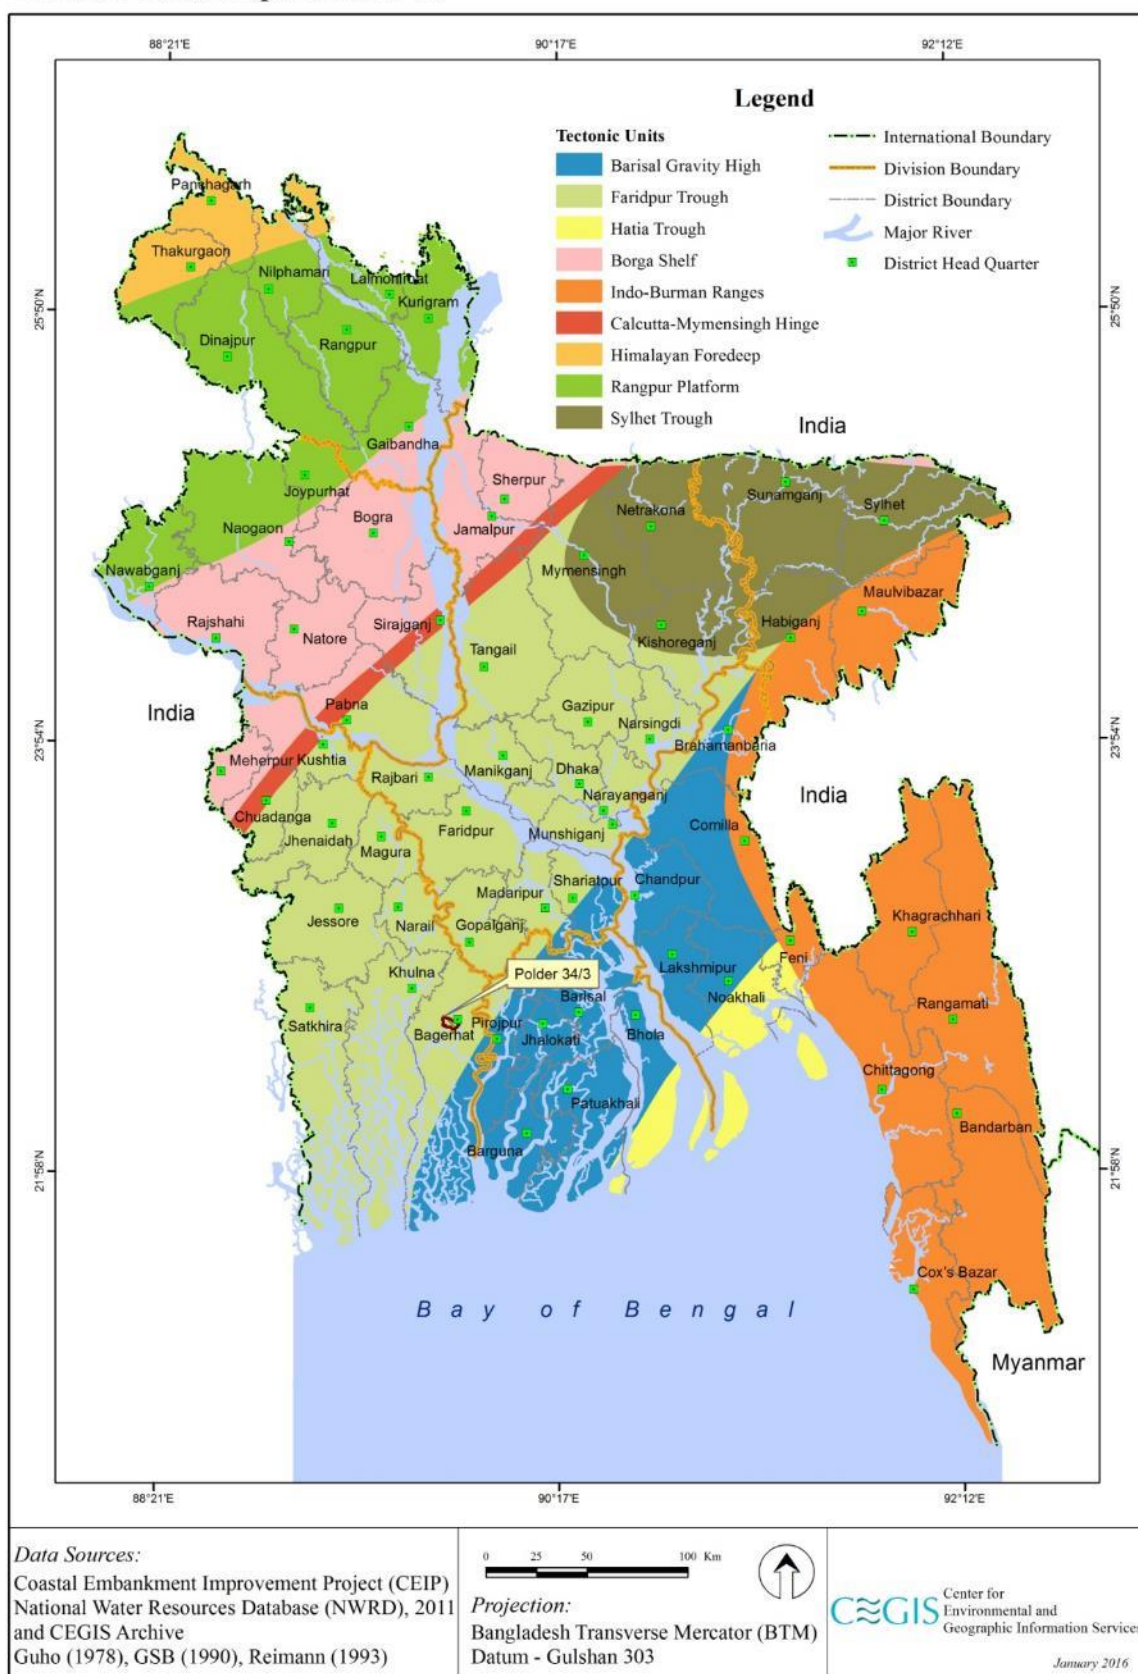 88°21'E
90°17'E
92°12'E
Legend
Tectonic Units
Barisal Gravity High
Faridpur Trough
Hatia Trough
Borga Shelf
Indo-Burman Ranges
Calcutta-Mymensingh Hinge
Himalayan Foredeep
Rangpur Platform
Sylhet Trough
International Boundary
Division Boundary
District Boundary
Major River
District Head Quarter
Panchagarh
Thakurgaon
Nilphamari
Lalmonirhat
Kurigram
25°50'N
25°50'N
Dinajpur
Rangpur
India
Gaibandha
Sherpur
Sunamganj
Joypurhat
Sylhet
Bogra
Netrakona
Naogaon
Jamalpur
Mymensingh
Nawabganj
Maulvibazar
Rajshahi
Sirajganj
Habiganj
Natore
Kishoreganj
Tangail
India
Pabna
Gazipur
Narsingdi
23°54'N
23°54'N
Brahamanbaria
Meherpur
Kushtia
Rajbari
Manikganj
Dhaka
Narayanganj
India
Chuadanga
Faridpur
Munshiganj
Comilla
Jhenaidah
Magura
Shariatpur
Chandpur
Madaripur
Jessore
Narail
Gopalganj
Khagrachhari
Feni
Khulna
Polder 34/3
Lakshmipur
Noakhali
Barisal
Rangamati
Satkhira
Bagerhat
Pirojpur
Jhalokati
Bhola
Chittagong
Patuakhali
Bandarban
Barguna
21°58'N
21°58'N
Cox's Bazar
Bay of Bengal
Myanmar
88°21'E
90°17'E
92°12'E
Data Sources:
Coastal Embankment Improvement Project (CEIP)
National Water Resources Database (NWRD), 2011
and CEGIS Archive
Guho (1978), GSB (1990), Reimann (1993)
0 25 50 100 Km
Projection:
Bangladesh Transverse Mercator (BTM)
Datum - Gulshan 303
CEGIS
Center for
Environmental and
Geographic Information Services
January 2016